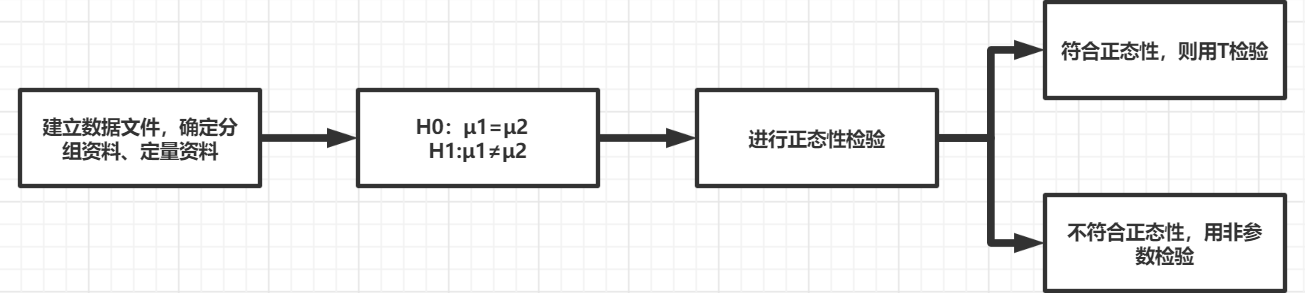 建立数据文件，确定分
组资料、定量资料
H0：μ1=μ2
H1:μ1≠μ2
进行正态性检验
符合正态性，则用T检验
不符合正态性，用非参
数检验